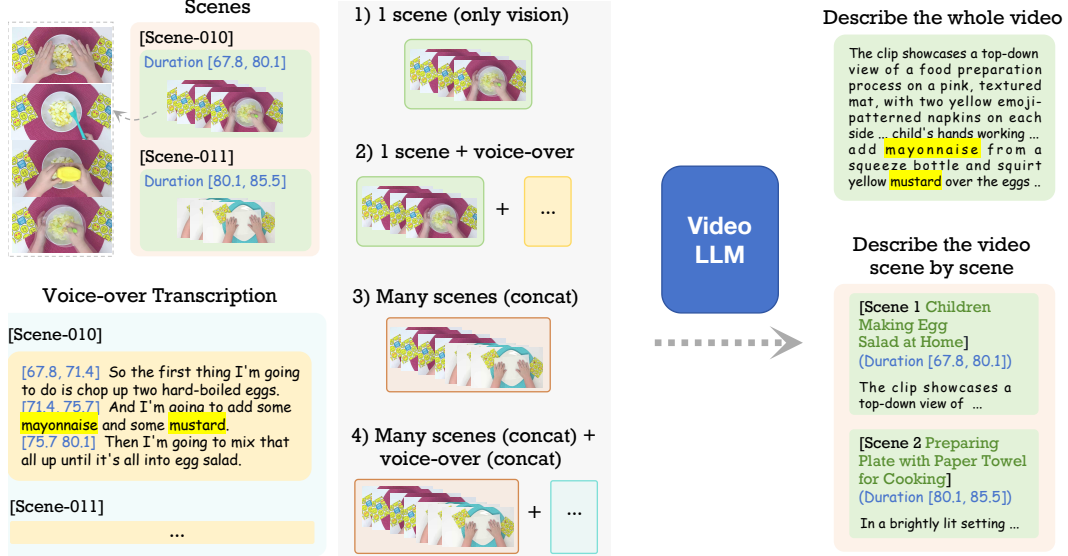 Scenes
[Scene-010]
Duration [67.8, 80.1]
[Scene-011]
Duration [80.1, 85.5]
Voice-over Transcription
[Scene-010]
[67.8, 71.4] So the first thing I'm going
to do is chop up two hard-boiled eggs.
[71.4, 75.7] And I'm going to add some
mayonnaise and some mustard.
[75.7 80.1] Then I'm going to mix that
all up until it's all into egg salad.
[Scene-011]
...
1) 1 scene (only vision)
2) 1 scene + voice-over
+
...
3) Many scenes (concat)
4) Many scenes (concat) +
voice-over (concat)
+
...
Video
LLM
Describe the whole video
The clip showcases a top-down
view of a food preparation
process on a pink, textured
mat, with two yellow emoji-
patterned napkins on each
side ... child's hands working ...
add mayonnaise from a
squeeze bottle and squirt
yellow mustard over the eggs ..
Describe the video
scene by scene
[Scene 1 Children
Making Egg
Salad at Home]
(Duration [67.8, 80.1])
The clip showcases a
top-down view of ...
[Scene 2 Preparing
Plate with Paper Towel
for Cooking]
(Duration [80.1, 85.5])
In a brightly lit setting ...